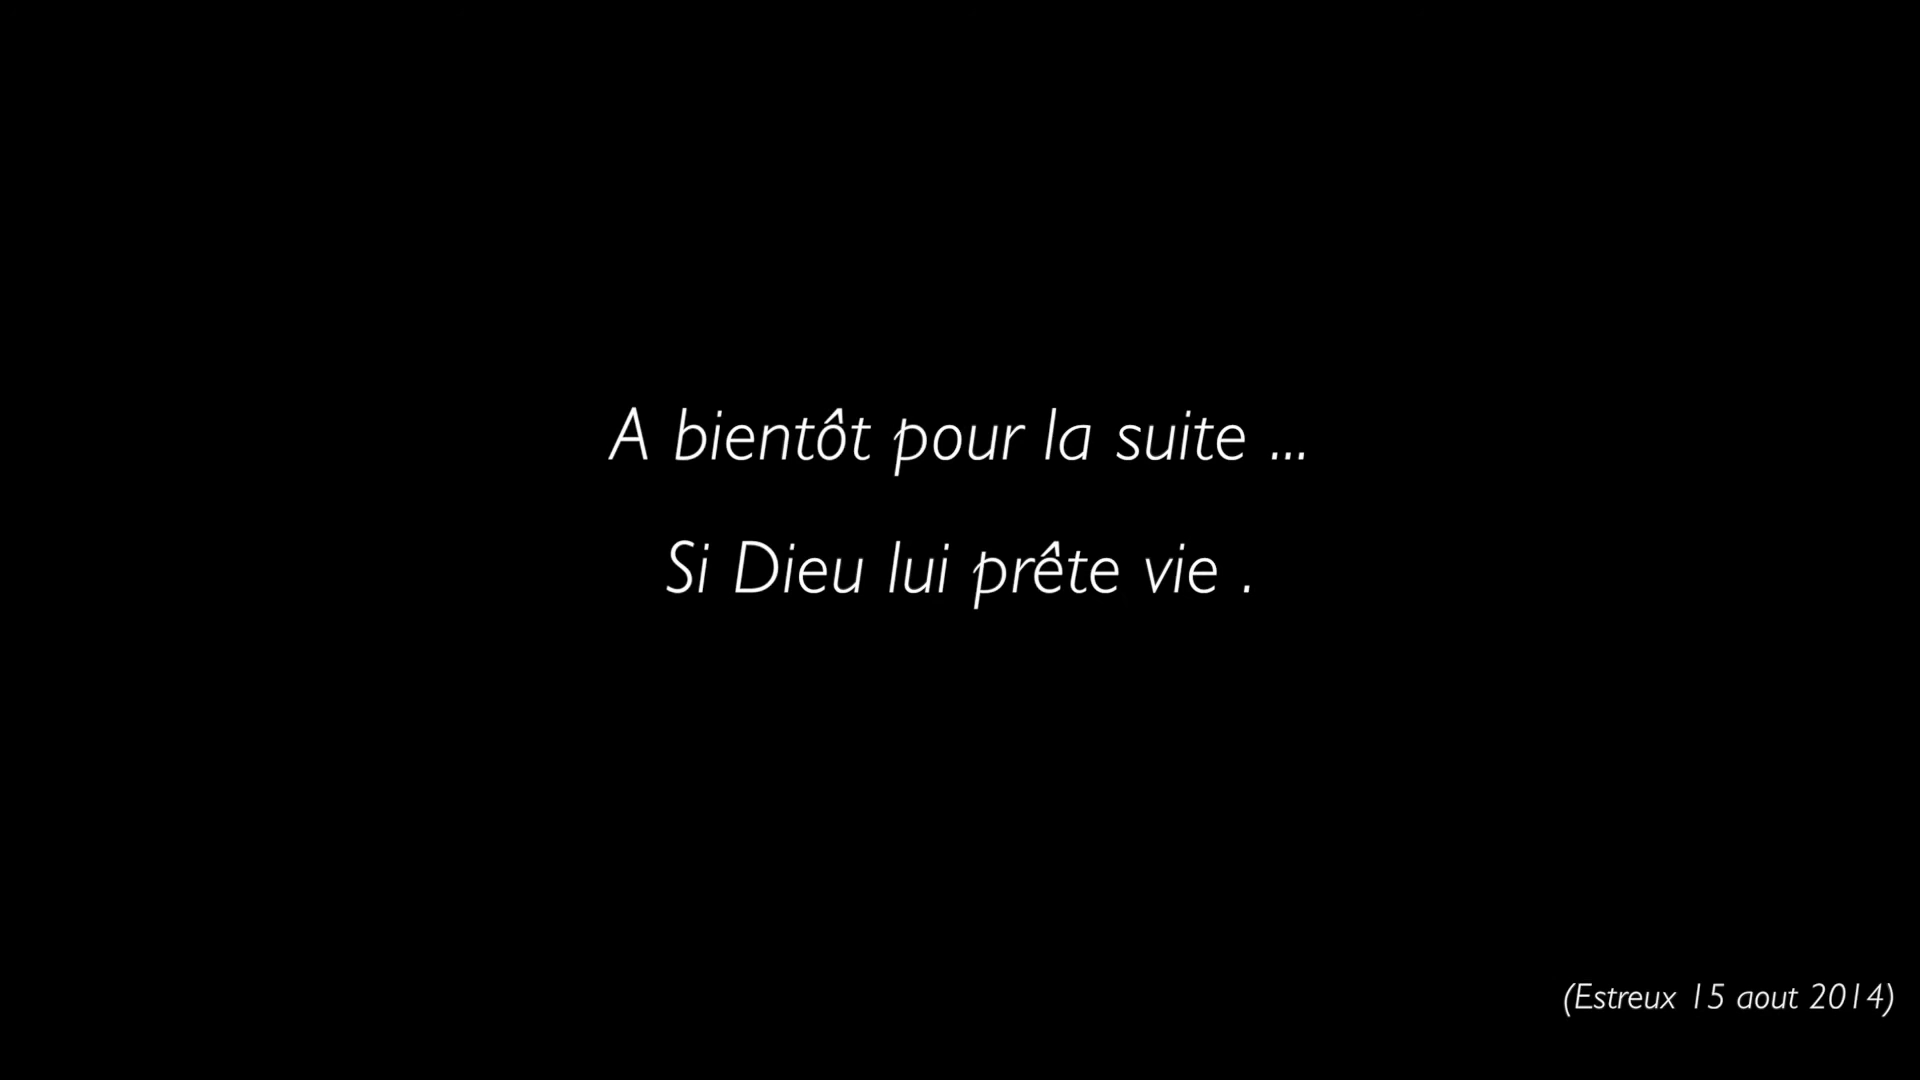 A bientôt pour la suite ...
Si Dieu lui prête vie .
(Estreux 15 aout 2014)